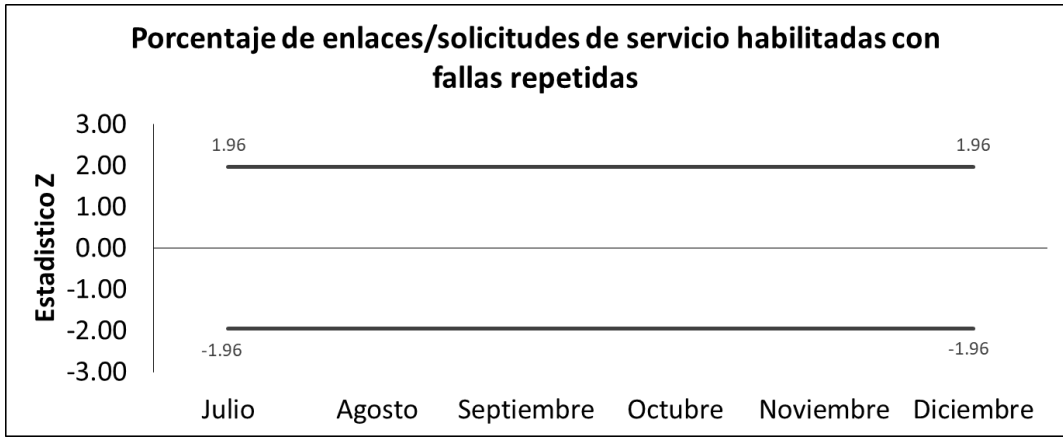 Porcentaje de enlaces/solicitudes de servicio habilitadas con
fallas repetidas
Estadistico Z
3.00
2.00
1.00
0.00
-1.00
-2.00
-3.00
1.96
1.96
-1.96
-1.96
Julio Agosto Septiembre Octubre Noviembre Diciembre